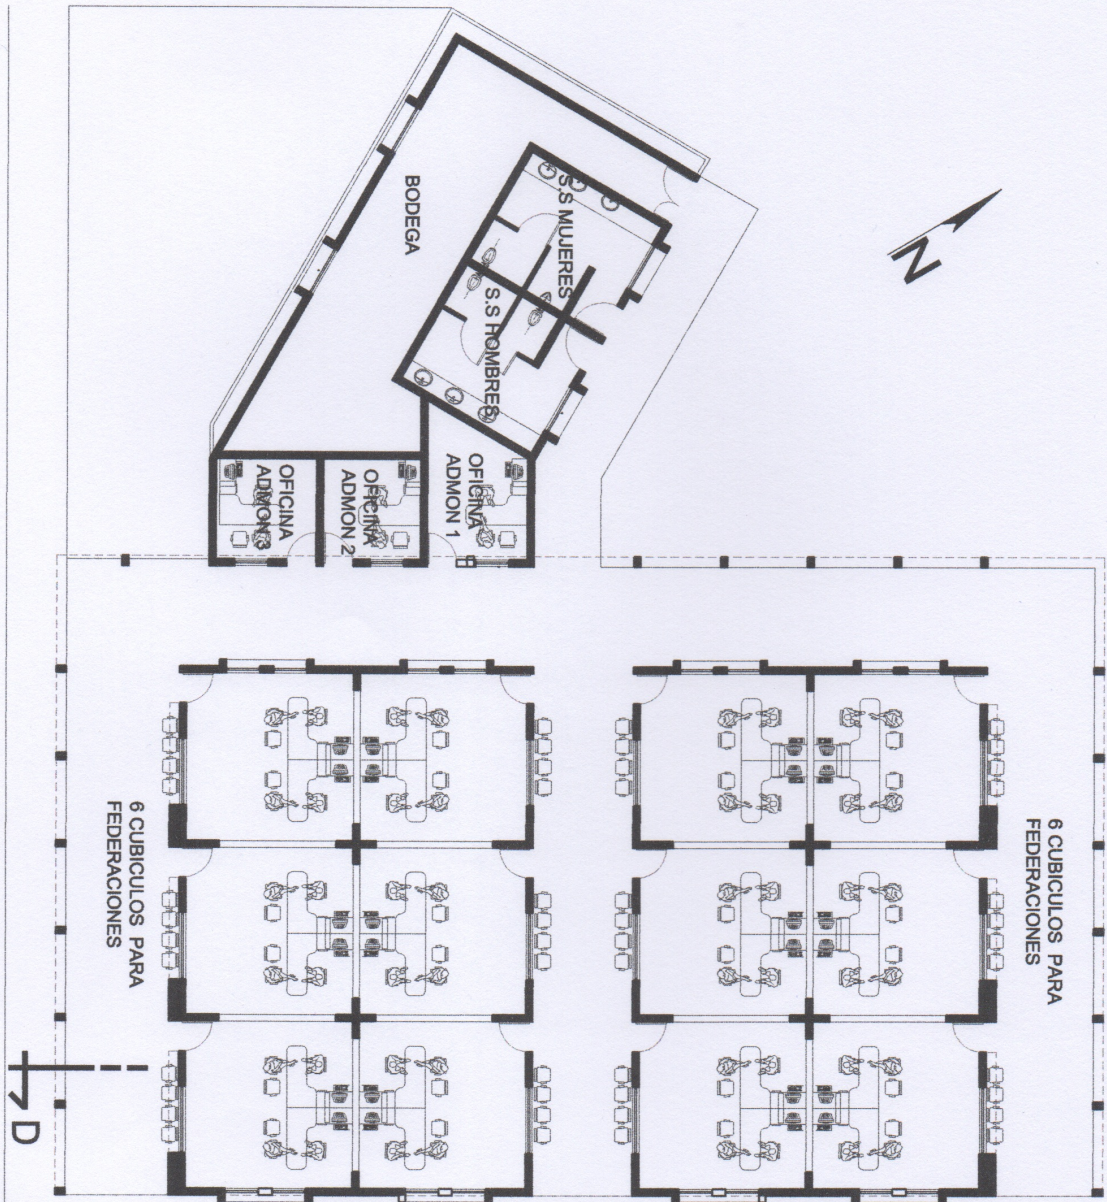 N
BODEGA
S.S MUJERES
S.S HOMBRES
OFICINA
ADMON 1
OFICINA
ADMON 2
OFICINA
ADMON 3
6 CUBICULOS PARA
FEDERACIONES
6 CUBICULOS PARA
FEDERACIONES
D